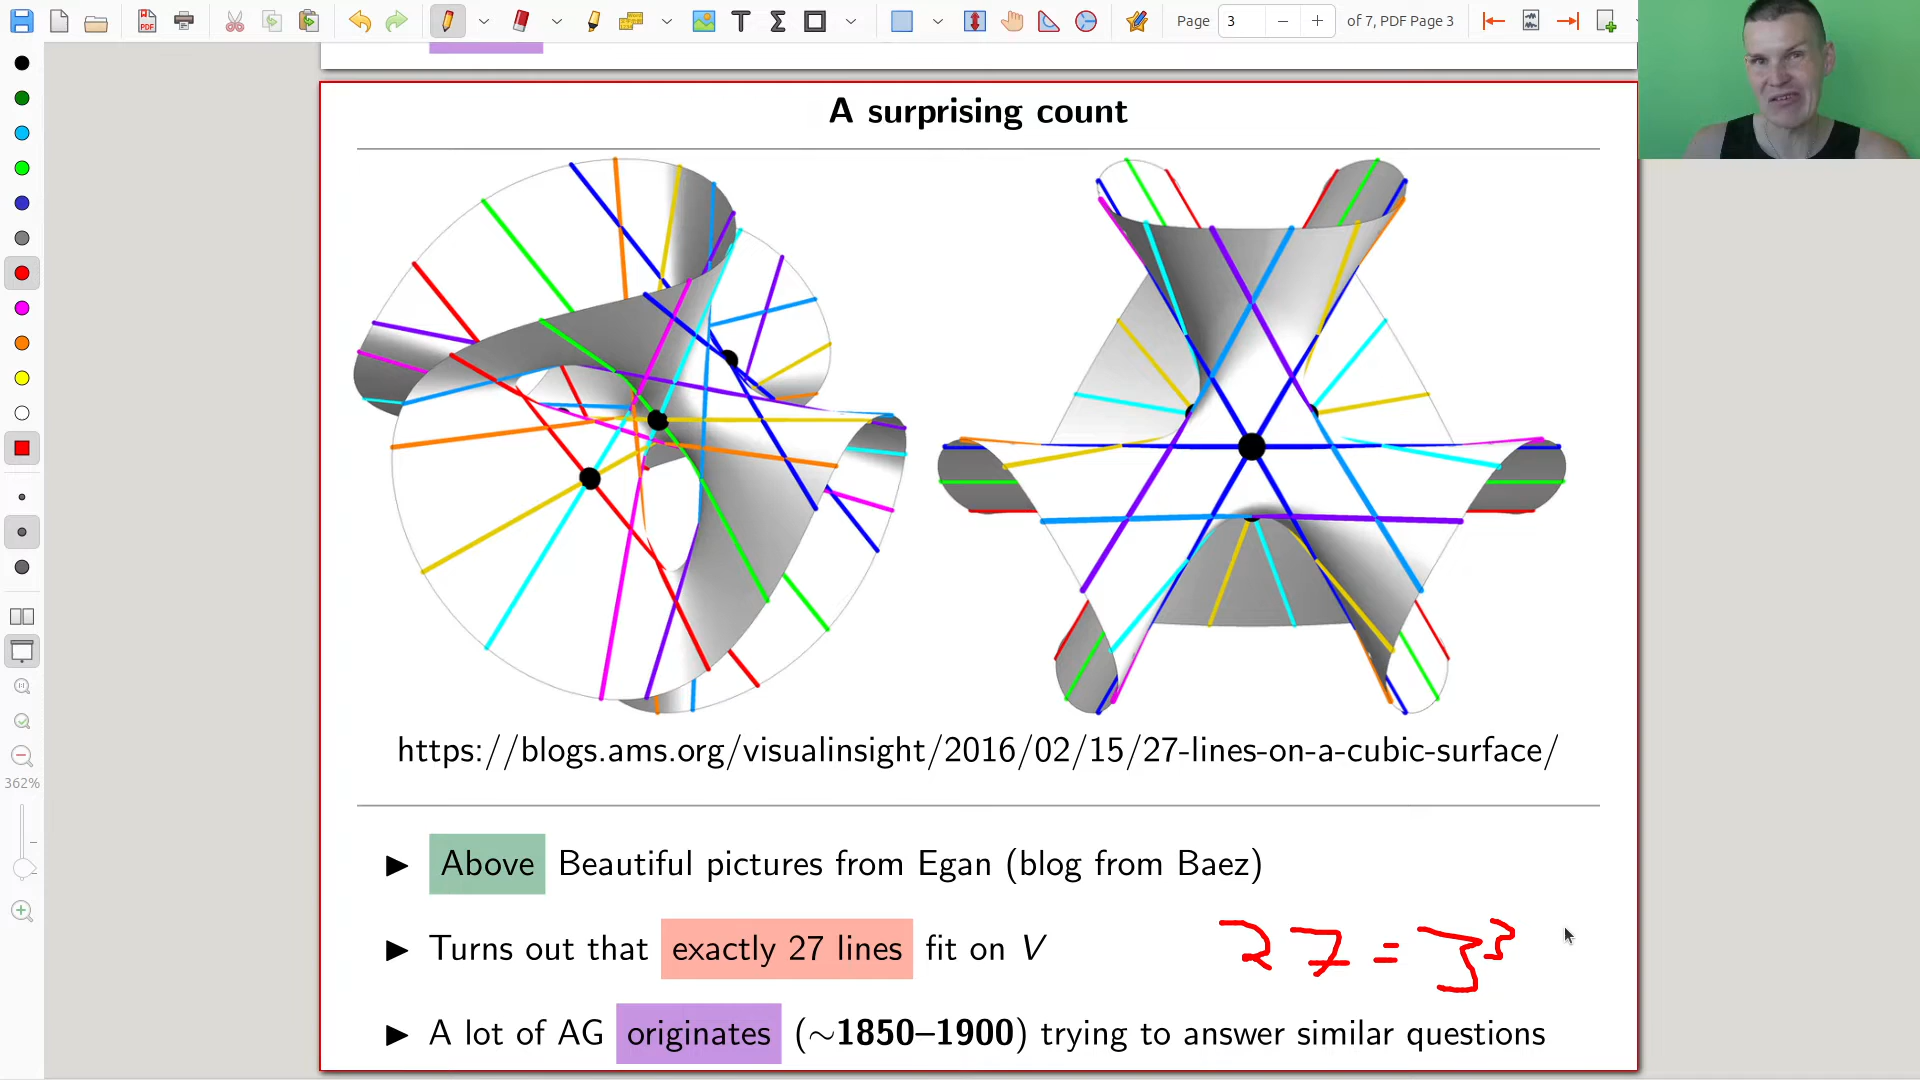 Page 3 of 7, PDF Page 3
A surprising count
https://blogs.ams.org/visualinsight/2016/02/15/27-lines-on-a-cubic-surface/
362%
▶ Above Beautiful pictures from Egan (blog from Baez)
▶ Turns out that exactly 27 lines fit on V
27 = 3³
▶ A lot of AG originates (~1850–1900) trying to answer similar questions